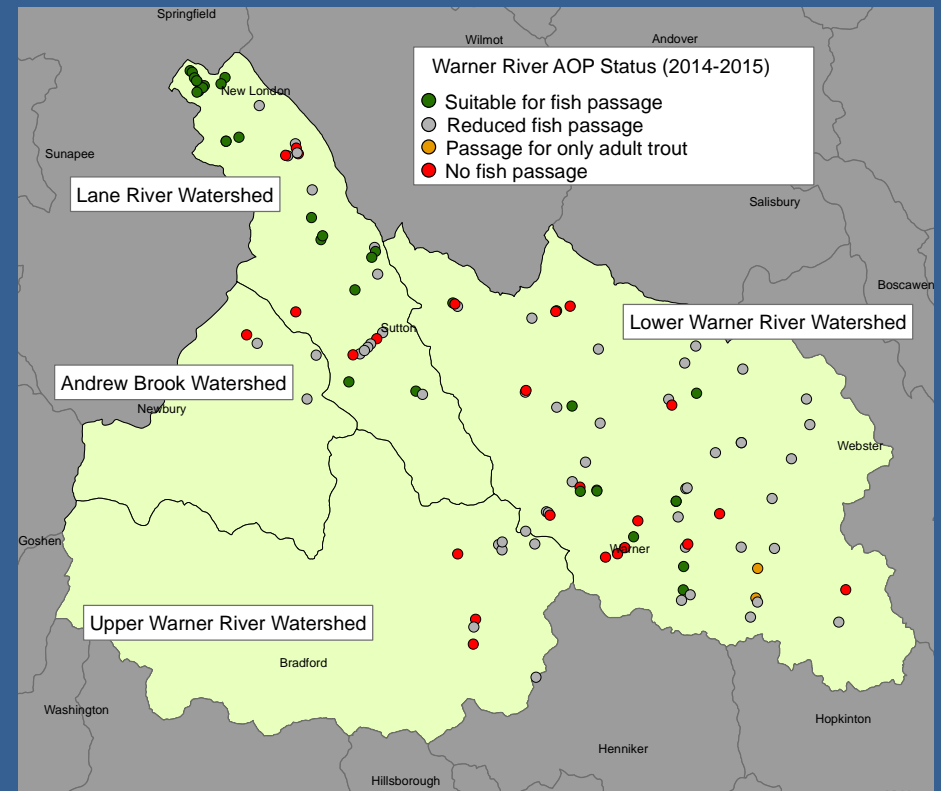 Springfield
Wilmot
Andover
Warner River AOP Status (2014-2015)
Suitable for fish passage
Reduced fish passage
Passage for only adult trout
No fish passage
New London
Sunapee
Lane River Watershed
Salisbury
Boscawen
Lower Warner River Watershed
Sutton
Andrew Brook Watershed
Newbury
Webster
Goshen
Warner
Upper Warner River Watershed
Bradford
Washington
Hopkinton
Henniker
Hillsborough